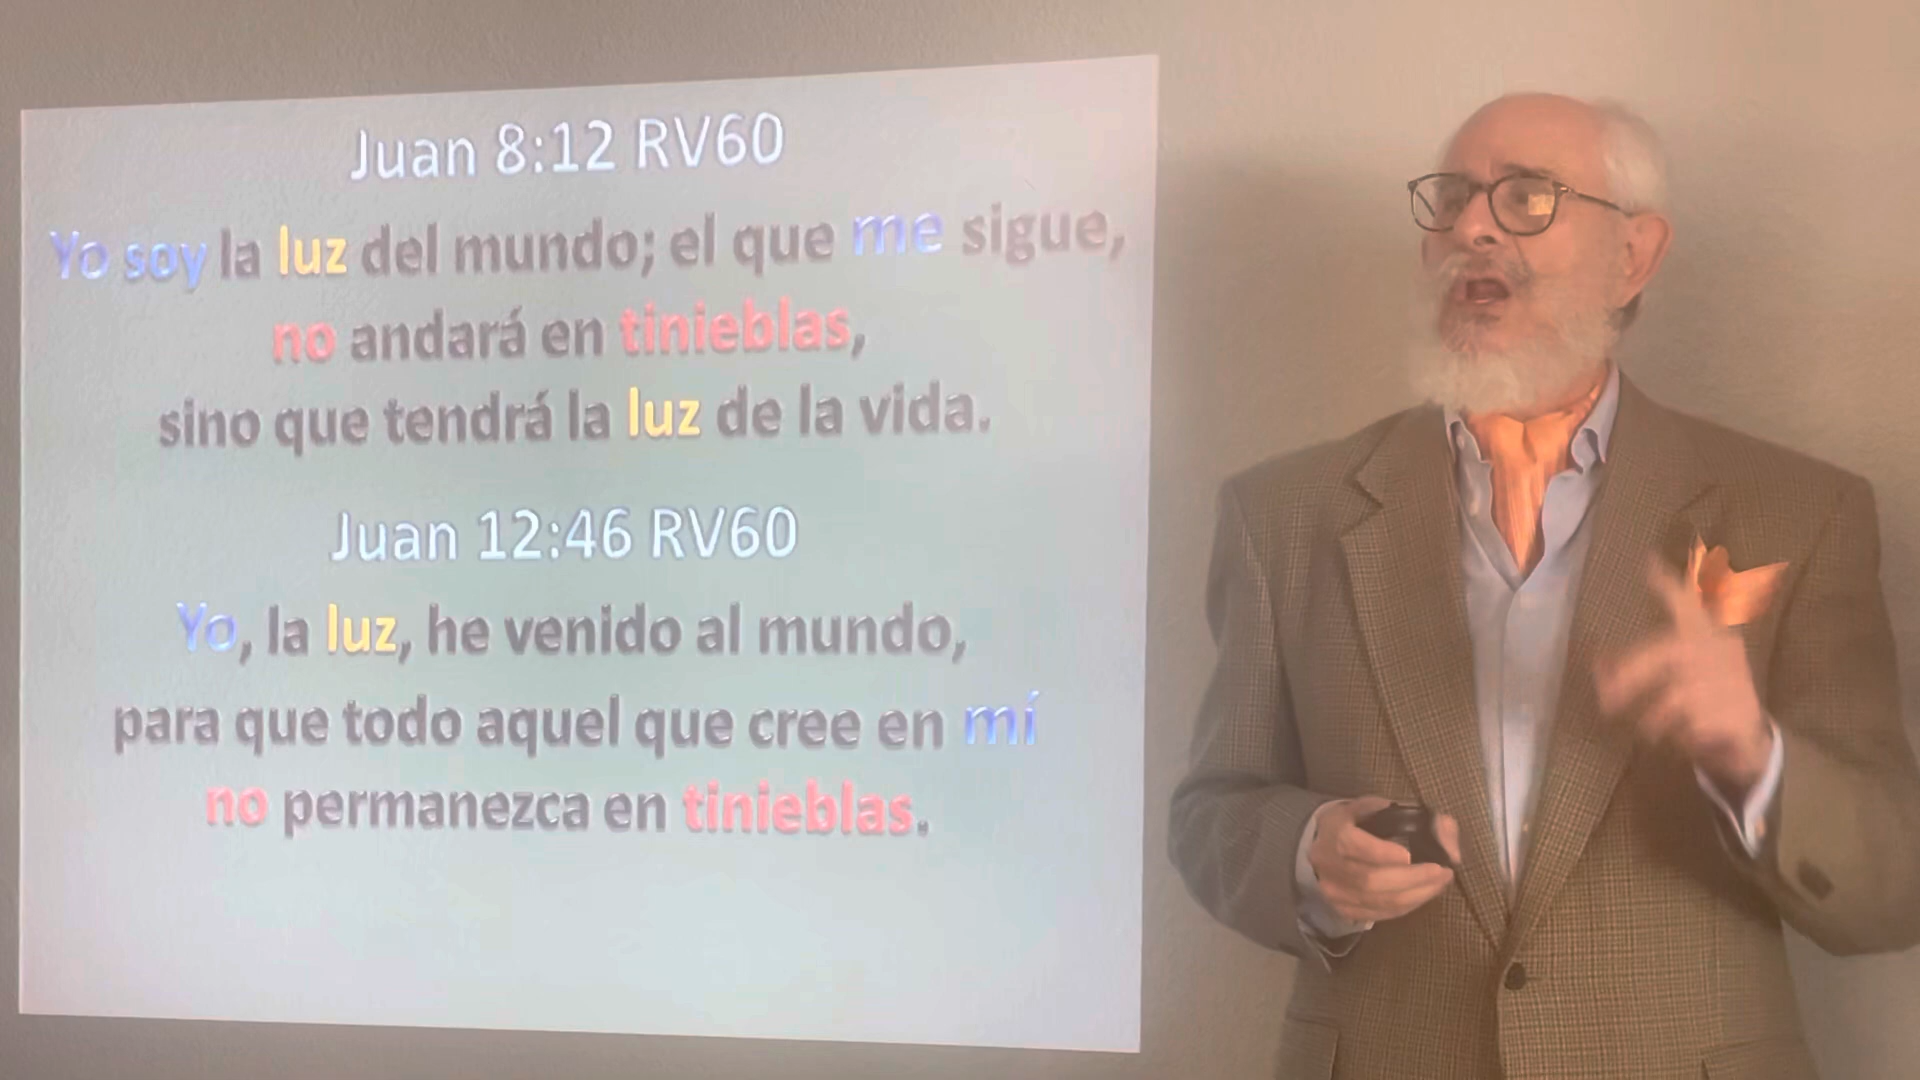 Juan 8:12 RV60
Yo soy la luz del mundo; el que me sigue,
no andará en tinieblas,
sino que tendrá la luz de la vida.
Juan 12:46 RV60
Yo, la luz, he venido al mundo,
para que todo aquel que cree en mí
no permanezca en tinieblas.